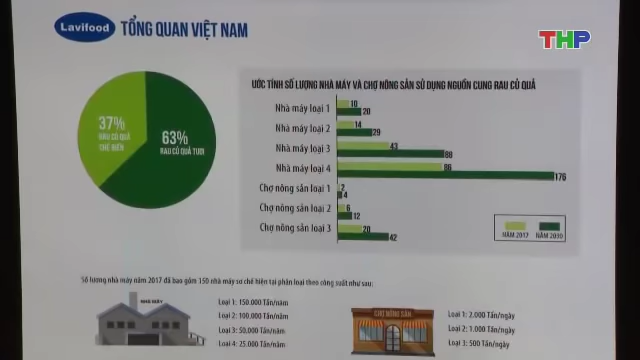 Lavifood
TỔNG QUAN VIỆT NAM
THP
37%
RAU CỦ QUẢ
CHẾ BIẾN
63%
RAU CỦ QUẢ TƯƠI
ƯỚC TÍNH SỐ LƯỢNG NHÀ MÁY VÀ CHỢ NÔNG SẢN SỬ DỤNG NGUỒN CUNG RAU CỦ QUẢ
Nhà máy loại 1
10
20
Nhà máy loại 2
14
29
Nhà máy loại 3
43
88
Nhà máy loại 4
86
176
Chợ nông sản loại 1
2
4
Chợ nông sản loại 2
6
12
Chợ nông sản loại 3
20
42
NĂM 2017
NĂM 2030
Số lượng nhà máy năm 2017 đã bao gồm 150 nhà máy sơ chế hiện tại phân loại theo công suất như sau:
NHÀ MÁY
Loại 1: 150.000 Tấn/năm
Loại 2: 100,000 Tấn/năm
Loại 3: 50,000 Tấn/năm
Loại 4: 25.000 Tấn/năm
CHỢ NÔNG SẢN
Loại 1: 2.000 Tấn/ngày
Loại 2: 1.000 Tấn/ngày
Loại 3: 500 Tấn/ngày